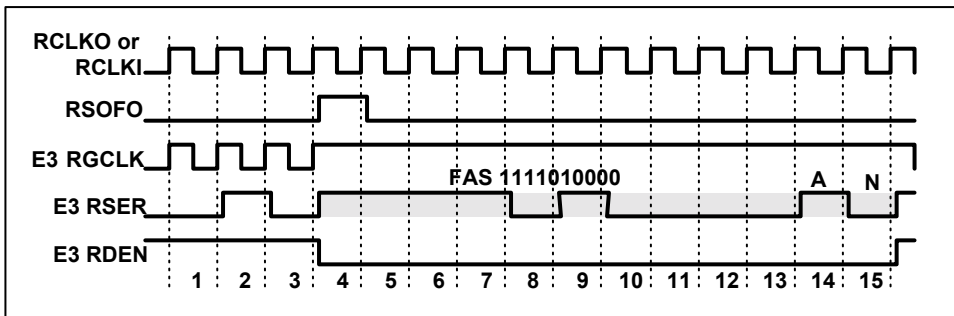 RCLKO or
RCLKI
RSOFO
E3 RGCLK
FAS 1111010000
A
N
E3 RSER
E3 RDEN
1 2 3 4 5 6 7 8 9 10 11 12 13 14 15